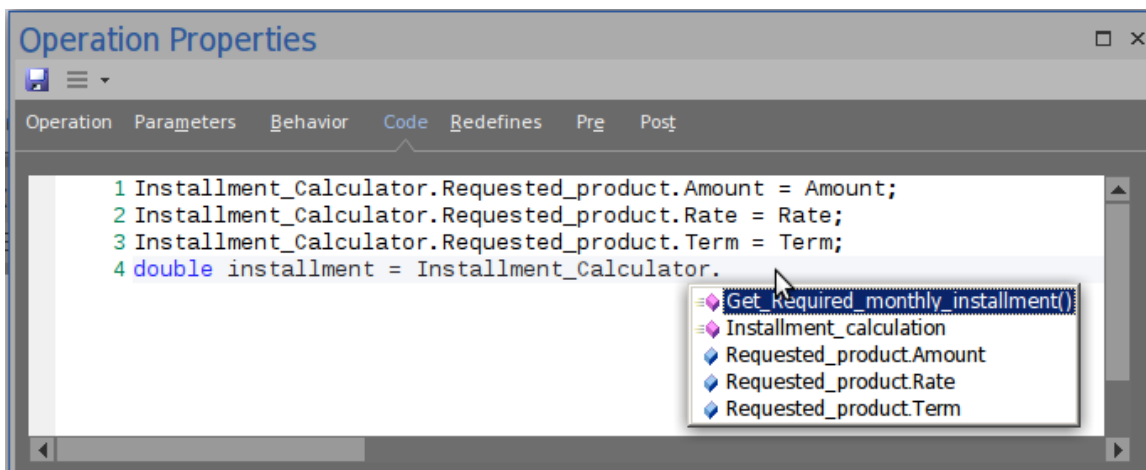 Operation Properties
Operation Parameters Behavior Code Redefines Pre Post
1 Installment_Calculator.Requested_product.Amount = Amount;
2 Installment_Calculator.Requested_product.Rate = Rate;
3 Installment_Calculator.Requested_product.Term = Term;
4 double installment = Installment_Calculator.
Get_Required_monthly_installment()
Installment_calculation
Requested_product.Amount
Requested_product.Rate
Requested_product.Term